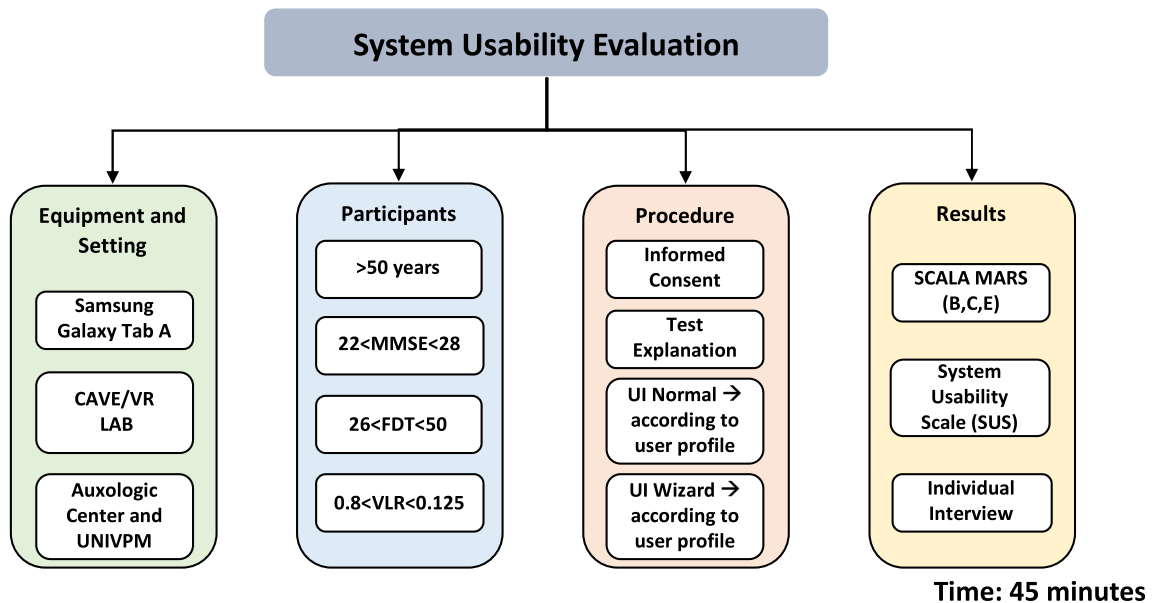 System Usability Evaluation
Equipment and
Setting
Samsung
Galaxy Tab A
CAVE/VR
LAB
Auxologic
Center and
UNIVPM
Participants
>50 years
22<MMSE<28
26<FDT<50
0.8<VLR<0.125
Procedure
Informed
Consent
Test
Explanation
UI Normal →
according to
user profile
UI Wizard →
according to
user profile
Results
SCALA MARS
(B,C,E)
System
Usability
Scale (SUS)
Individual
Interview
Time: 45 minutes